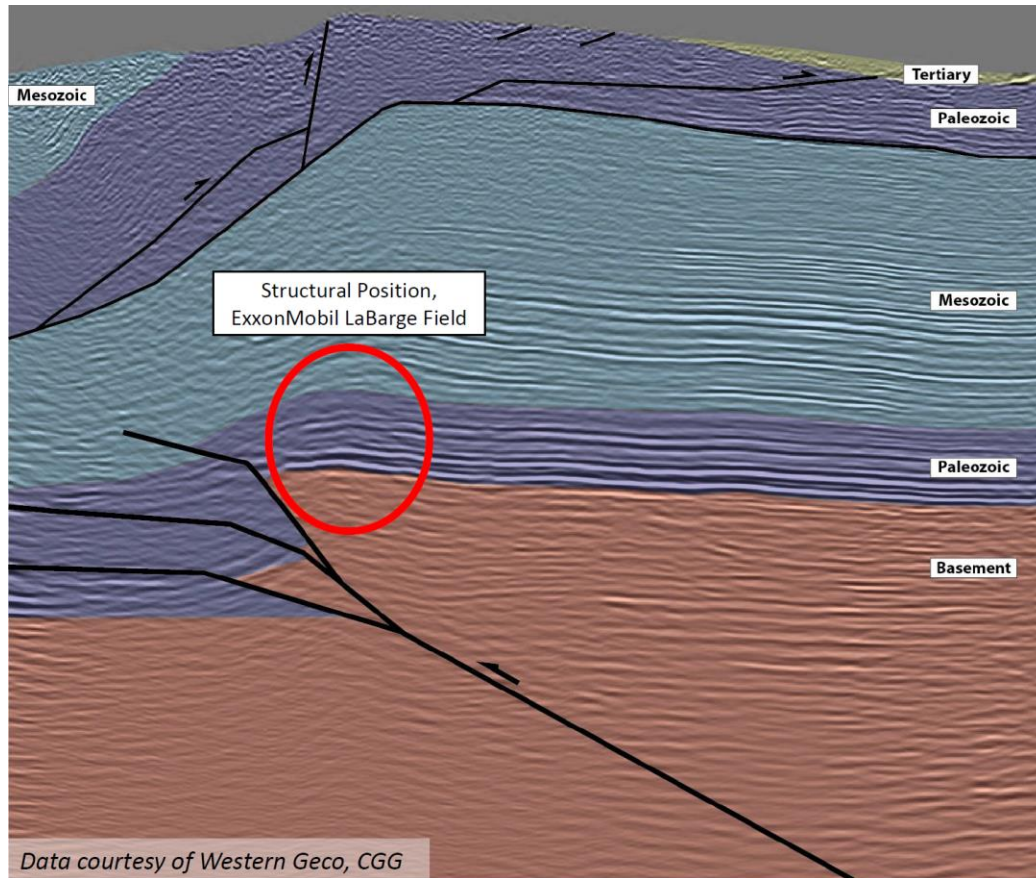 Tertiary
Mesozoic
Paleozoic
Structural Position,
ExxonMobil LaBarge Field
Mesozoic
Paleozoic
Basement
Data courtesy of Western Geco, CGG